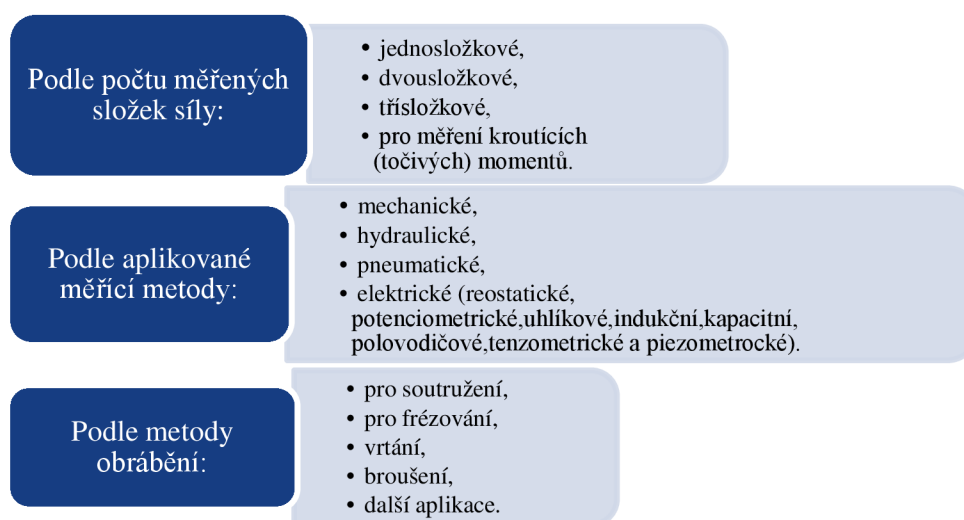 Podle počtu měřených
složek síly:
• jednosložkové,
• dvousložkové,
• třísložkové,
• pro měření kroutících
(točivých) momentů.
Podle aplikované
měřící metody:
• mechanické,
• hydraulické,
• pneumatické,
• elektrické (reostatické,
potenciometrické,uhlíkové,indukční,kapacitní,
polovodičové,tenzometrické a piezometrocké).
Podle metody
obrábění:
• pro soutružení,
• pro frézování,
• vrtání,
• broušení,
• další aplikace.